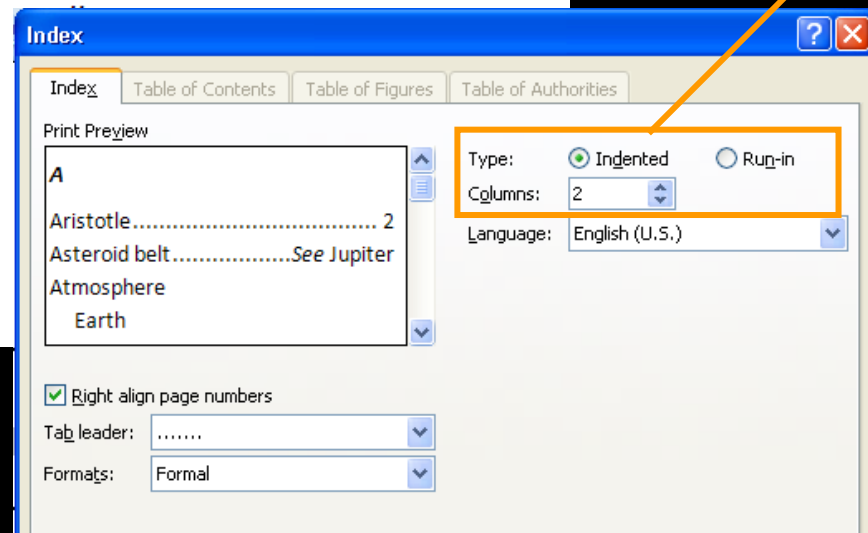 Index
Index Table of Contents Table of Figures Table of Authorities
Print Preview
A
Aristotle.................................... 2
Asteroid belt..................See Jupiter
Atmosphere
Earth
Type: Indented Run-in
Columns: 2
Language: English (U.S.)
Right align page numbers
Tab leader: .......
Formats: Formal